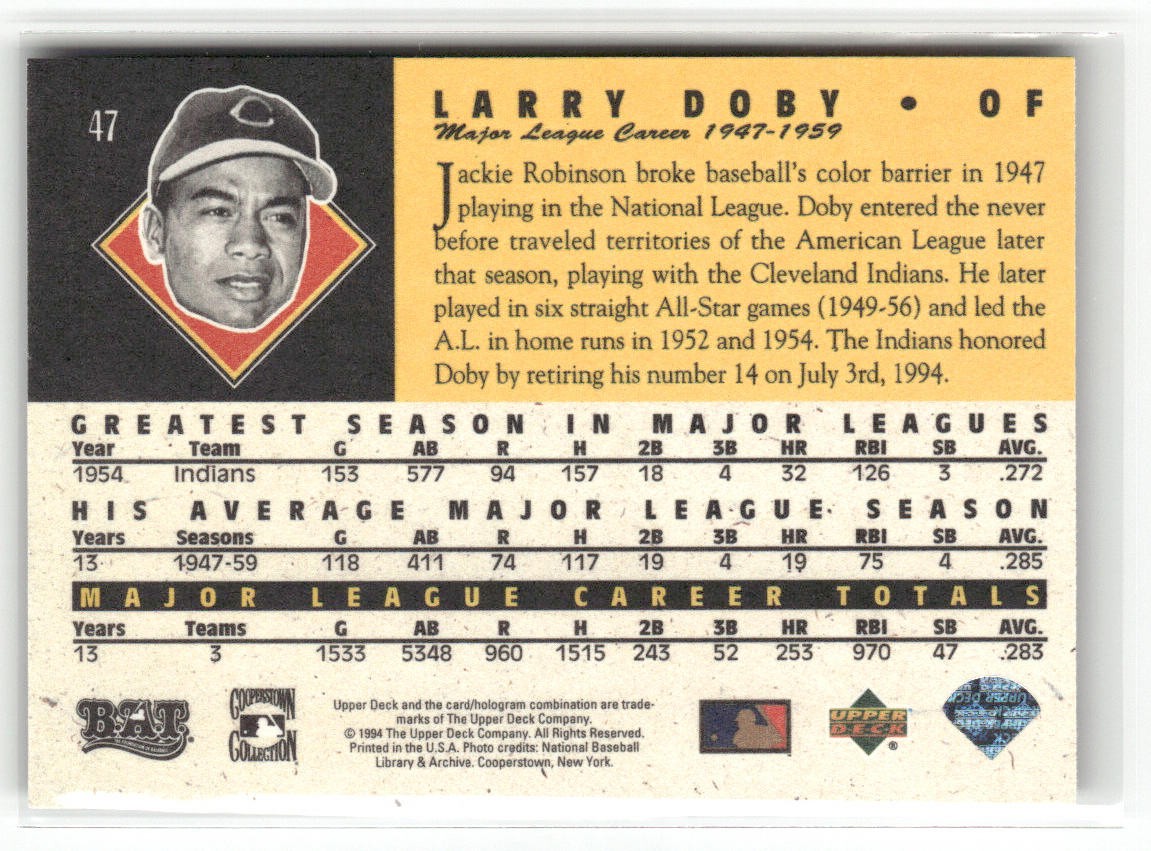 47
LARRY DOBY • OF
Major League Career 1947-1959
Jackie Robinson broke baseball's color barrier in 1947
playing in the National League. Doby entered the never
before traveled territories of the American League later
that season, playing with the Cleveland Indians. He later
played in six straight All-Star games (1949-56) and led the
A.L. in home runs in 1952 and 1954. The Indians honored
Doby by retiring his number 14 on July 3rd, 1994.
GREATEST SEASON IN MAJOR LEAGUES
Year Team G AB R H 2B 3B HR RBI SB AVG.
1954 Indians 153 577 94 157 18 4 32 126 3 .272
HIS AVERAGE MAJOR LEAGUE SEASON
Years Seasons G AB R H 2B 3B HR RBI SB AVG.
13 1947-59 118 411 74 117 19 4 19 75 4 .285
MAJOR LEAGUE CAREER TOTALS
Years Teams G AB R H 2B 3B HR RBI SB AVG.
13 3 1533 5348 960 1515 243 52 253 970 47 .283
B.A.T.
COOPERSTOWN
COLLECTION
Upper Deck and the card/hologram combination are trade-
marks of The Upper Deck Company.
© 1994 The Upper Deck Company. All Rights Reserved.
Printed in the U.S.A. Photo credits: National Baseball
Library & Archive. Cooperstown, New York.
UPPER
DECK
®
UPPER DECK